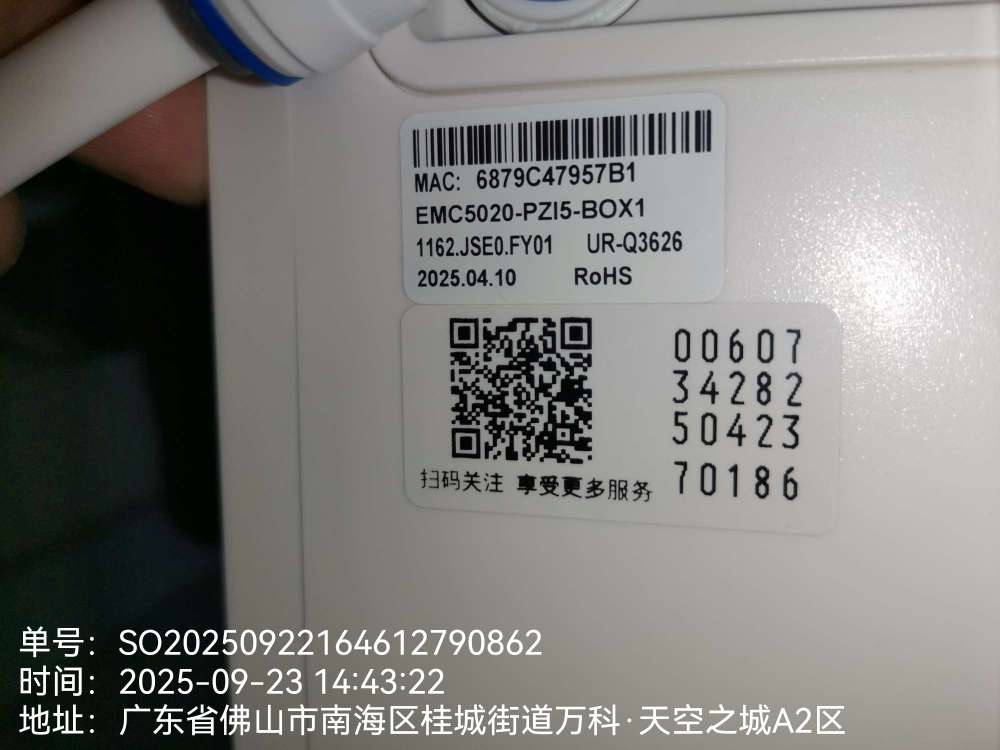 MAC: 6879C47957B1
EMC5020-PZI5-BOX1
1162.JSE0.FY01 UR-Q3626
2025.04.10 RoHS
00607
34282
50423
70186
扫码关注 享受更多服务
单号：SO20250922164612790862
时间：2025-09-23 14:43:22
地址：广东省佛山市南海区桂城街道万科·天空之城A2区